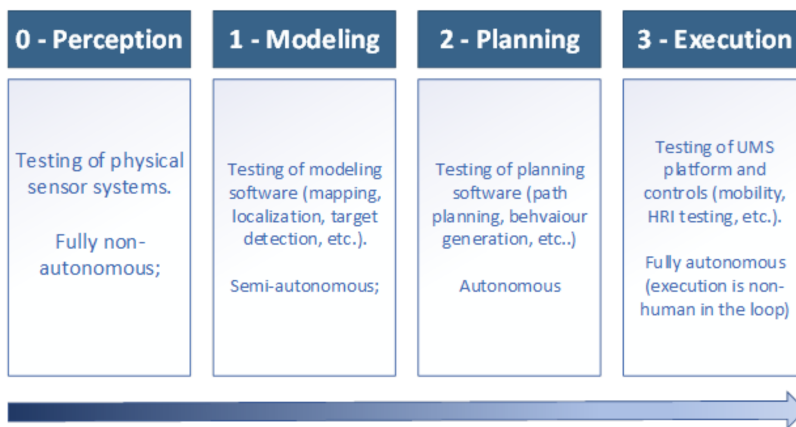 0 - Perception
1 - Modeling
2 - Planning
3 - Execution
Testing of physical
sensor systems.
Fully non-
autonomous;
Testing of modeling
software (mapping,
localization, target
detection, etc.).
Semi-autonomous;
Testing of planning
software (path
planning, behvaiour
generation, etc..)
Autonomous
Testing of UMS
platform and
controls (mobility,
HRI testing, etc.).
Fully autonomous
(execution is non-
human in the loop)